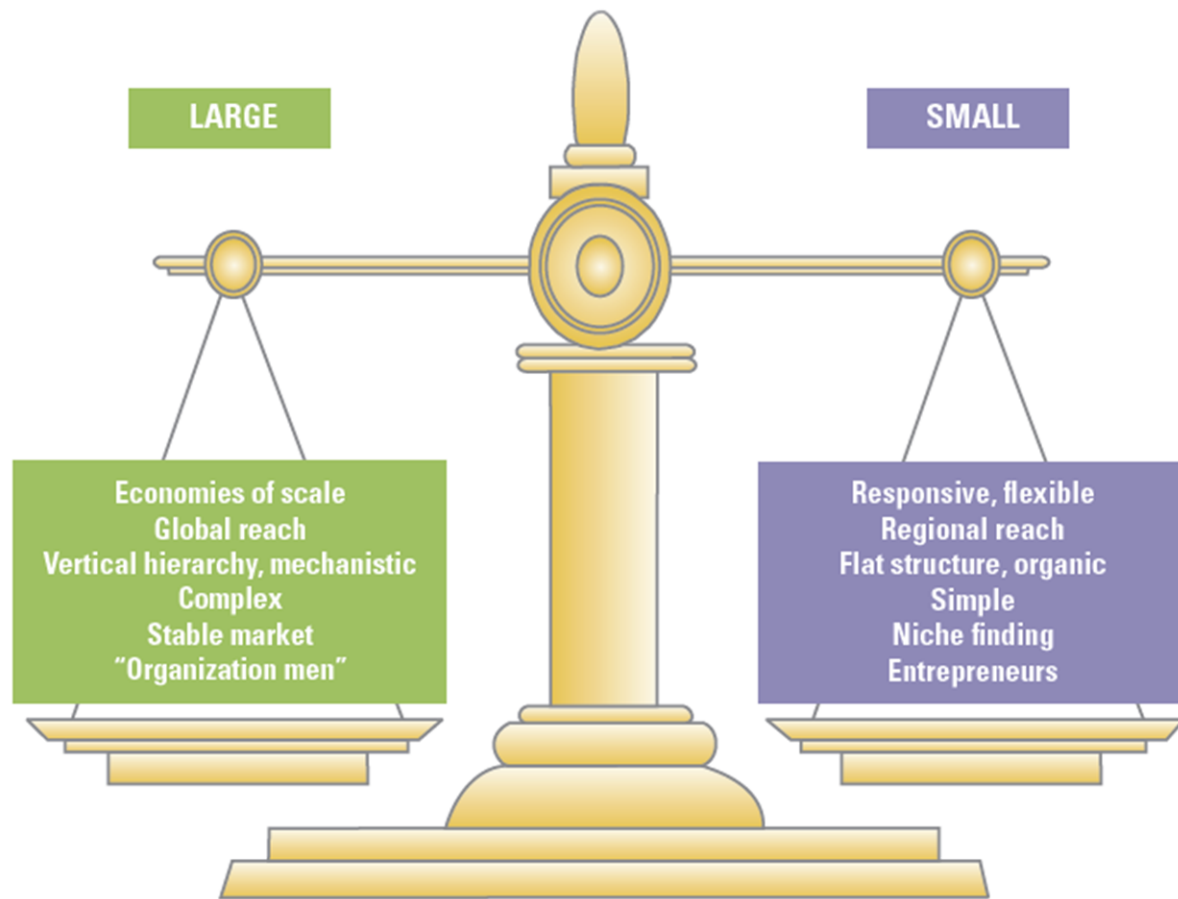 LARGE
SMALL
Economies of scale
Global reach
Vertical hierarchy, mechanistic
Complex
Stable market
“Organization men”
Responsive, flexible
Regional reach
Flat structure, organic
Simple
Niche finding
Entrepreneurs